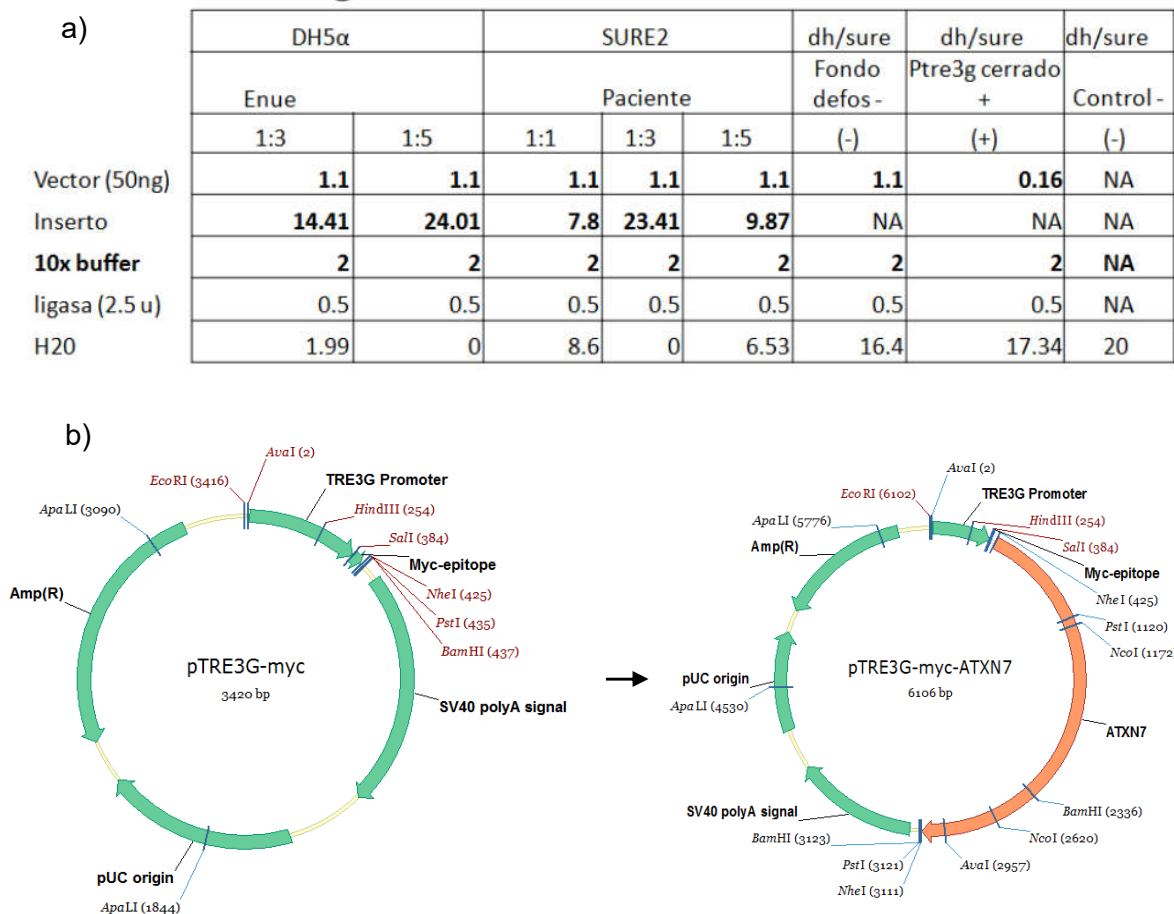 a)
DH5α SURE2 dh/sure dh/sure dh/sure
Enue Paciente Fondo defos - Ptre3g cerrado + Control -
1:3 1:5 1:1 1:3 1:5 (-) (+) (-)
Vector (50ng) 1.1 1.1 1.1 1.1 1.1 1.1 0.16 NA
Inserto 14.41 24.01 7.8 23.41 9.87 NA NA NA
10x buffer 2 2 2 2 2 2 2 NA
ligasa (2.5 u) 0.5 0.5 0.5 0.5 0.5 0.5 0.5 NA
H20 1.99 0 8.6 0 6.53 16.4 17.34 20
b)
AvaI (2)
EcoRI (3416)
TRE3G Promoter
ApaLI (3090)
HindIII (254)
SalI (384)
Myc-epitope
Amp(R)
NheI (425)
PstI (435)
BamHI (437)
pTRE3G-myc
3420 bp
SV40 polyA signal
pUC origin
ApaLI (1844)
AvaI (2)
EcoRI (6102)
TRE3G Promoter
ApaLI (5776)
HindIII (254)
Amp(R)
SalI (384)
Myc-epitope
NheI (425)
PstI (1120)
NcoI (1172)
pTRE3G-myc-ATXN7
6106 bp
pUC origin
ApaLI (4530)
ATXN7
SV40 polyA signal
BamHI (2336)
BamHI (3123)
NcoI (2620)
PstI (3121)
AvaI (2957)
NheI (3111)